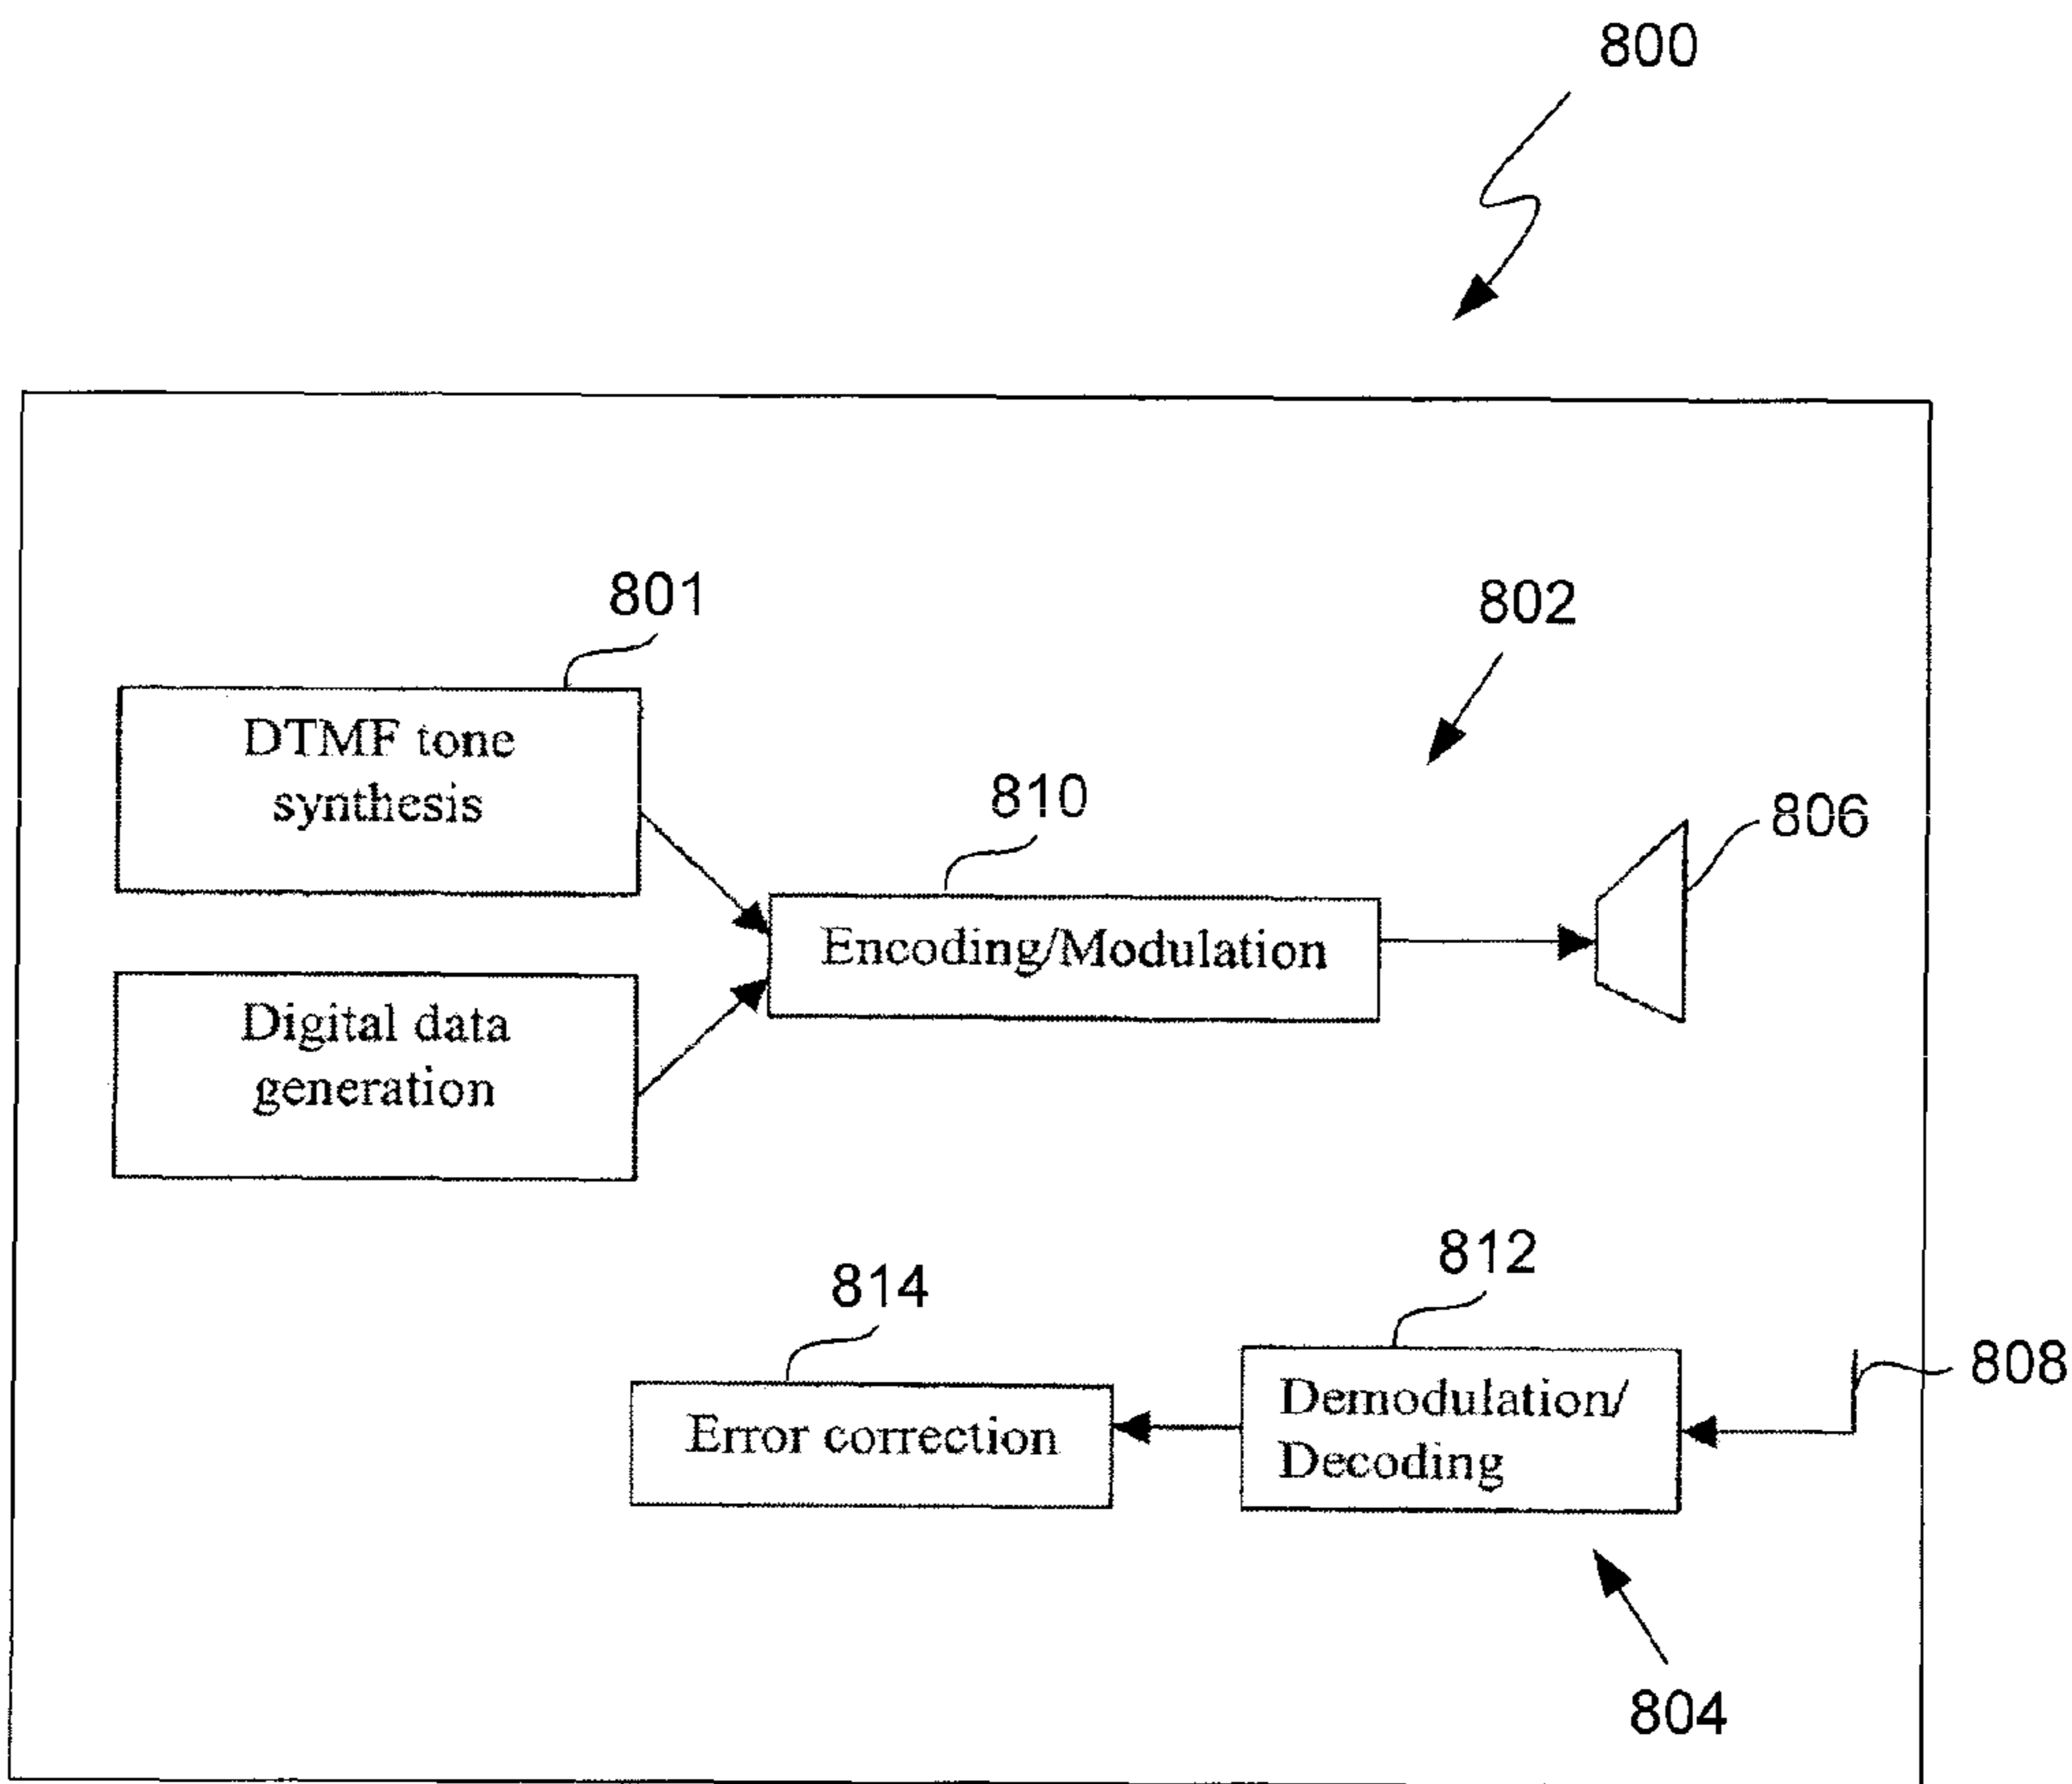 800
801
802
DTMF tone
synthesis
810
806
Encoding/Modulation
Digital data
generation
812
814
808
Demodulation/
Decoding
Error correction
804